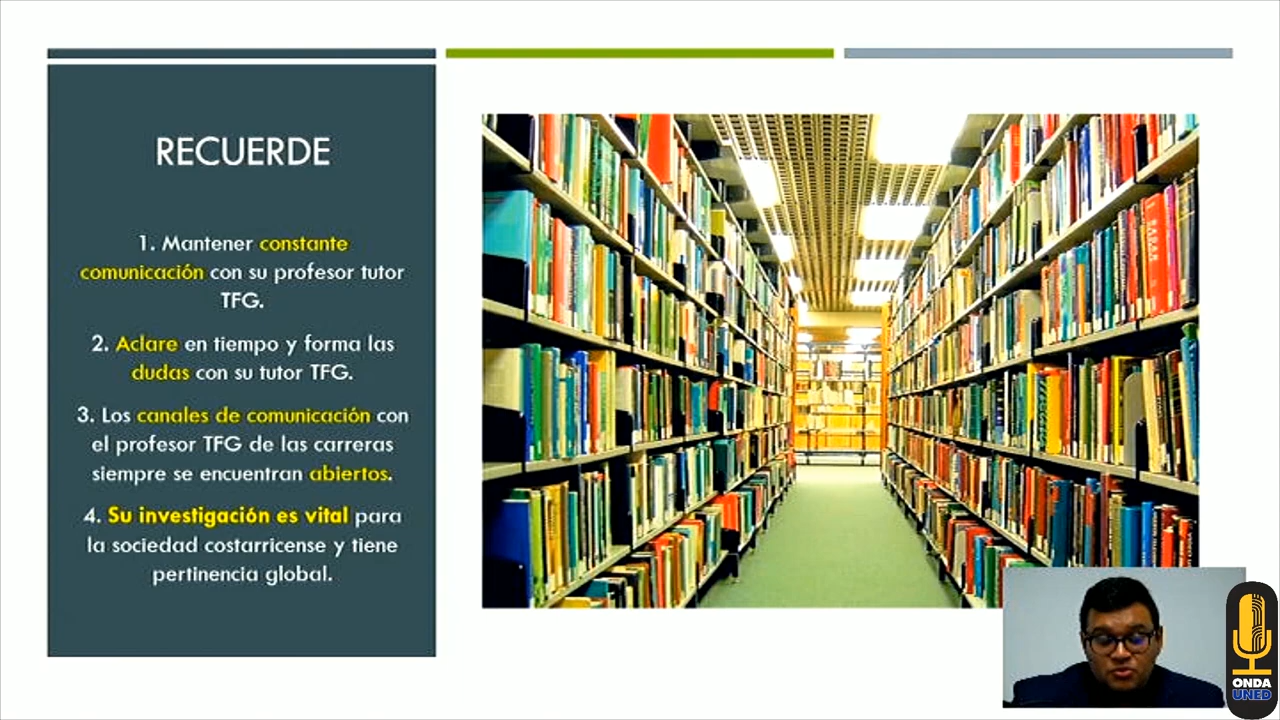 RECUERDE
1. Mantener constante
comunicación con su profesor tutor
TFG.
2. Aclare en tiempo y forma las
dudas con su tutor TFG.
3. Los canales de comunicación con
el profesor TFG de las carreras
siempre se encuentran abiertos.
4. Su investigación es vital para
la sociedad costarricense y tiene
pertinencia global.
ONDA
UNED